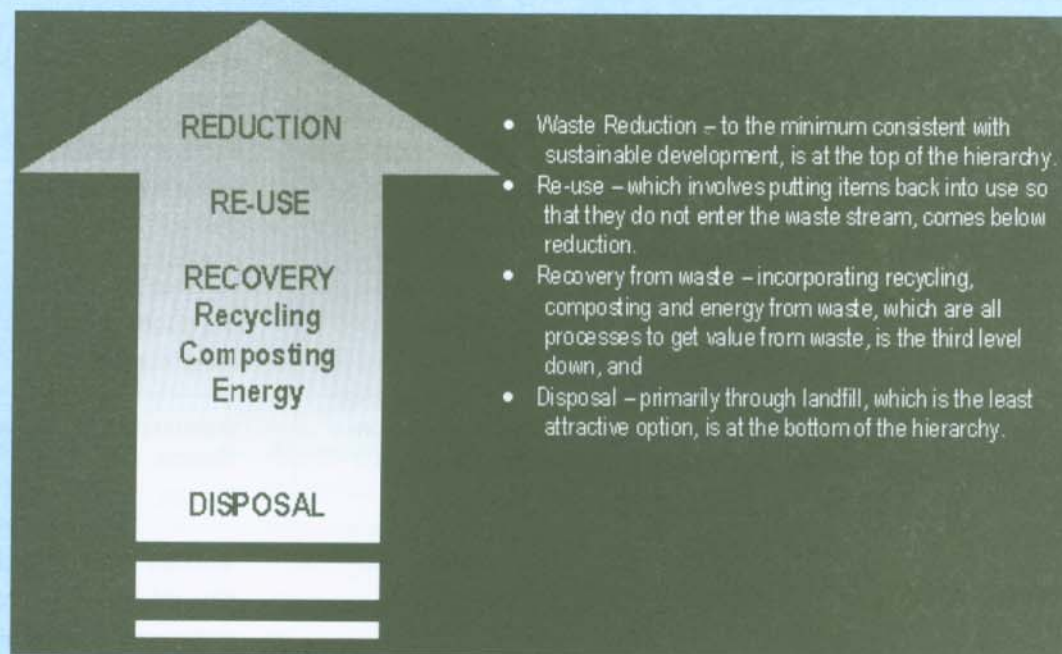 REDUCTION
RE-USE
RECOVERY
Recycling
Composting
Energy
DISPOSAL
• Waste Reduction – to the minimum consistent with
sustainable development, is at the top of the hierarchy.
• Re-use – which involves putting items back into use so
that they do not enter the waste stream, comes below
reduction.
• Recovery from waste – incorporating recycling,
composting and energy from waste, which are all
processes to get value from waste, is the third level
down, and
• Disposal – primarily through landfill, which is the least
attractive option, is at the bottom of the hierarchy.